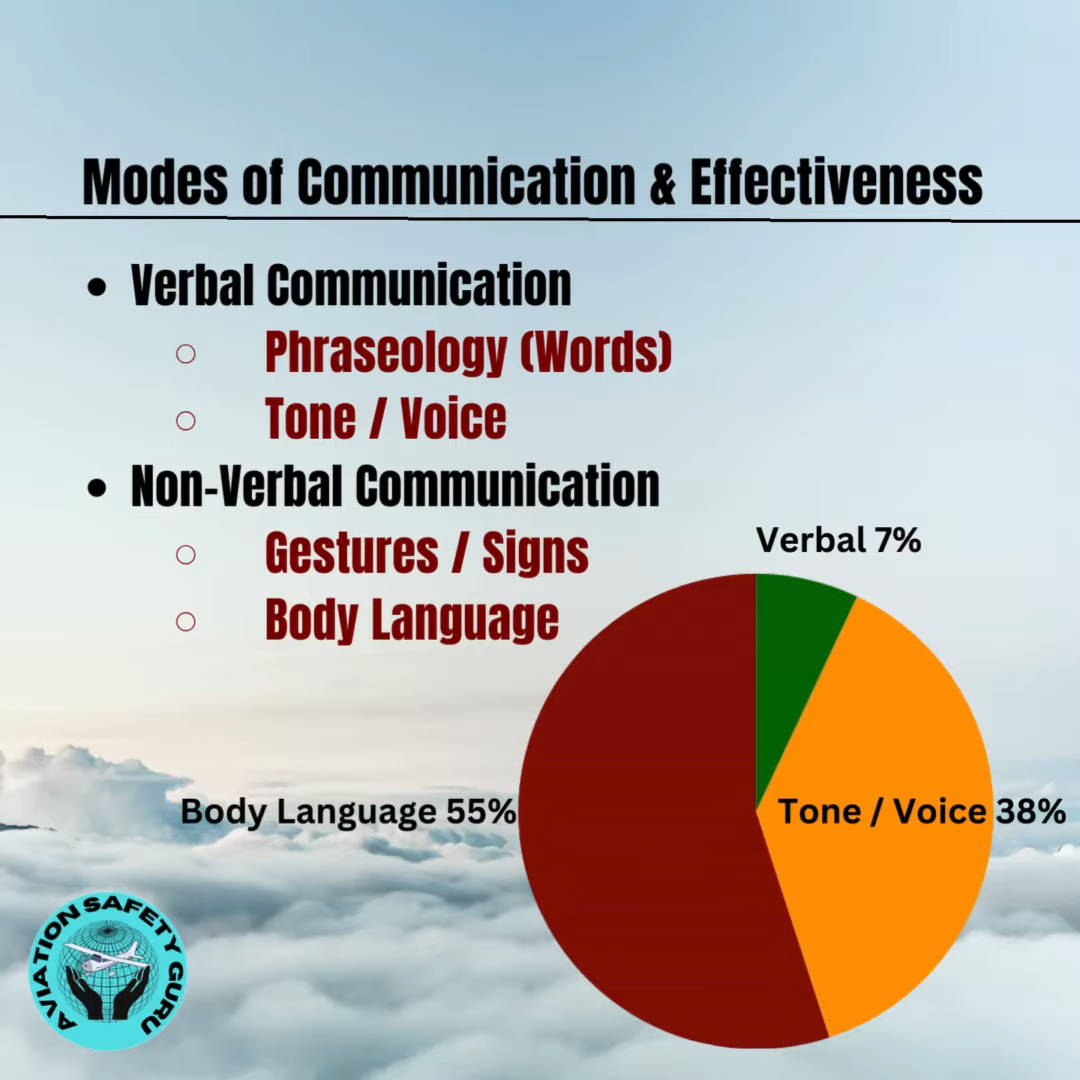 Modes of Communication & Effectiveness
• Verbal Communication
○ Phraseology (Words)
○ Tone / Voice
• Non-Verbal Communication
○ Gestures / Signs
○ Body Language
Verbal 7%
Body Language 55%
Tone / Voice 38%
AVIATION SAFETY GURU